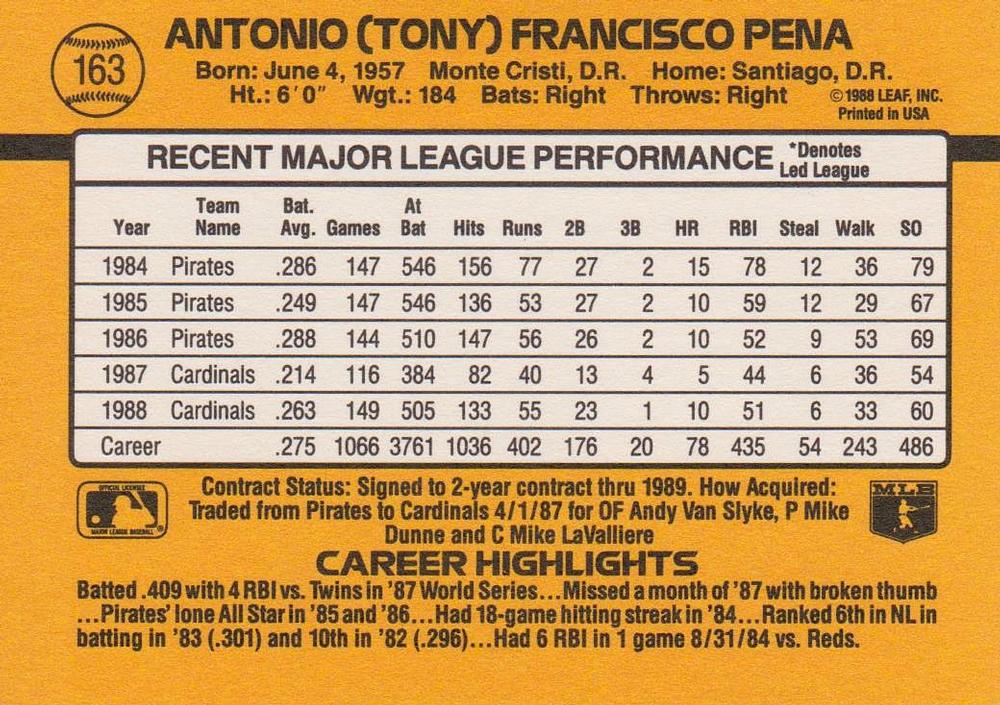 163
ANTONIO (TONY) FRANCISCO PENA
Born: June 4, 1957 Monte Cristi, D.R. Home: Santiago, D.R.
Ht.: 6'0" Wgt.: 184 Bats: Right Throws: Right
©1988 LEAF, INC.
Printed in USA
RECENT MAJOR LEAGUE PERFORMANCE *Denotes Led League
Year Team Name Bat. Avg. Games At Bat Hits Runs 2B 3B HR RBI Steal Walk SO
1984 Pirates .286 147 546 156 77 27 2 15 78 12 36 79
1985 Pirates .249 147 546 136 53 27 2 10 59 12 29 67
1986 Pirates .288 144 510 147 56 26 2 10 52 9 53 69
1987 Cardinals .214 116 384 82 40 13 4 5 44 6 36 54
1988 Cardinals .263 149 505 133 55 23 1 10 51 6 33 60
Career .275 1066 3761 1036 402 176 20 78 435 54 243 486
OFFICIAL LICENSEE
MAJOR LEAGUE BASEBALL
Contract Status: Signed to 2-year contract thru 1989. How Acquired:
Traded from Pirates to Cardinals 4/1/87 for OF Andy Van Slyke, P Mike
Dunne and C Mike LaValliere
MLB
CAREER HIGHLIGHTS
Batted .409 with 4 RBI vs. Twins in '87 World Series...Missed a month of '87 with broken thumb
...Pirates' lone All Star in '85 and '86...Had 18-game hitting streak in '84...Ranked 6th in NL in
batting in '83 (.301) and 10th in '82 (.296)...Had 6 RBI in 1 game 8/31/84 vs. Reds.